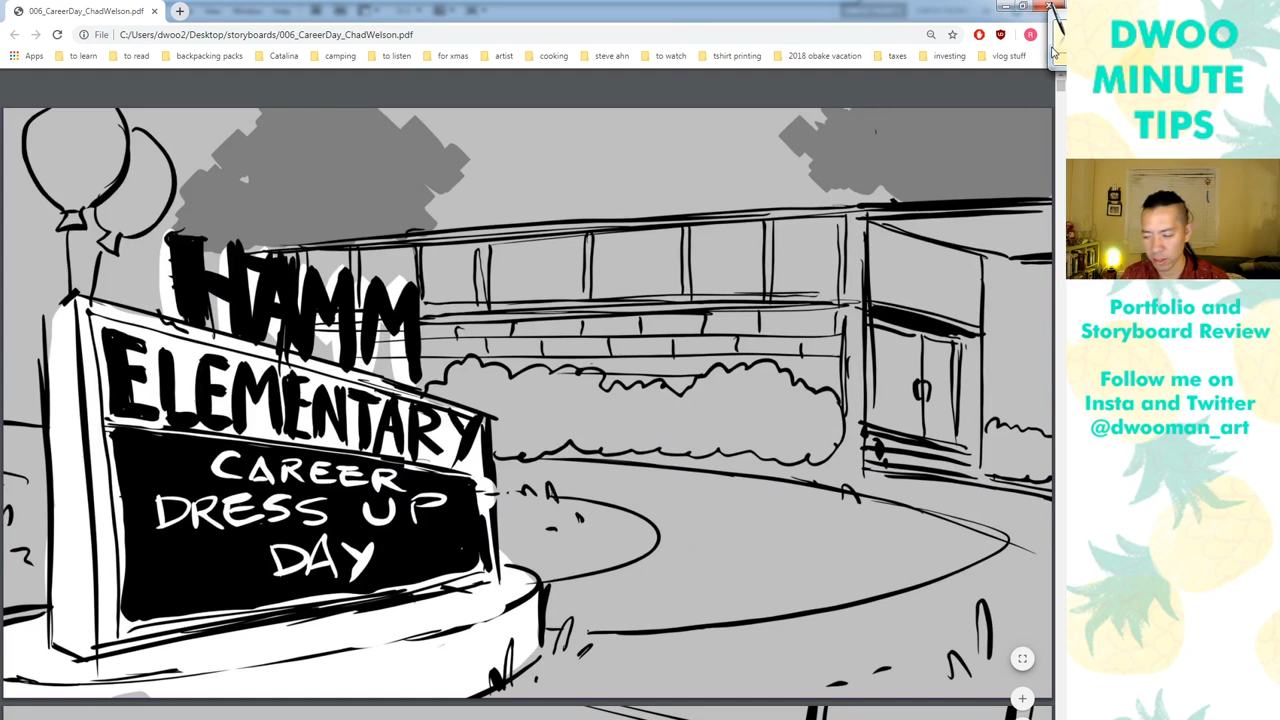 006_CareerDay_ChadWelson.pdf
File
C:/Users/dwoo2/Desktop/storyboards/006_CareerDay_ChadWelson.pdf
R
Apps
to learn
to read
backpacking packs
Catalina
camping
to listen
for xmas
artist
cooking
steve ahn
to watch
tshirt printing
2018 obake vacation
taxes
investing
vlog stuff
HAMM
ELEMENTARY
CAREER
DRESS UP
DAY
DWOO
MINUTE
TIPS
Portfolio and
Storyboard Review
Follow me on
Insta and Twitter
@dwooman_art